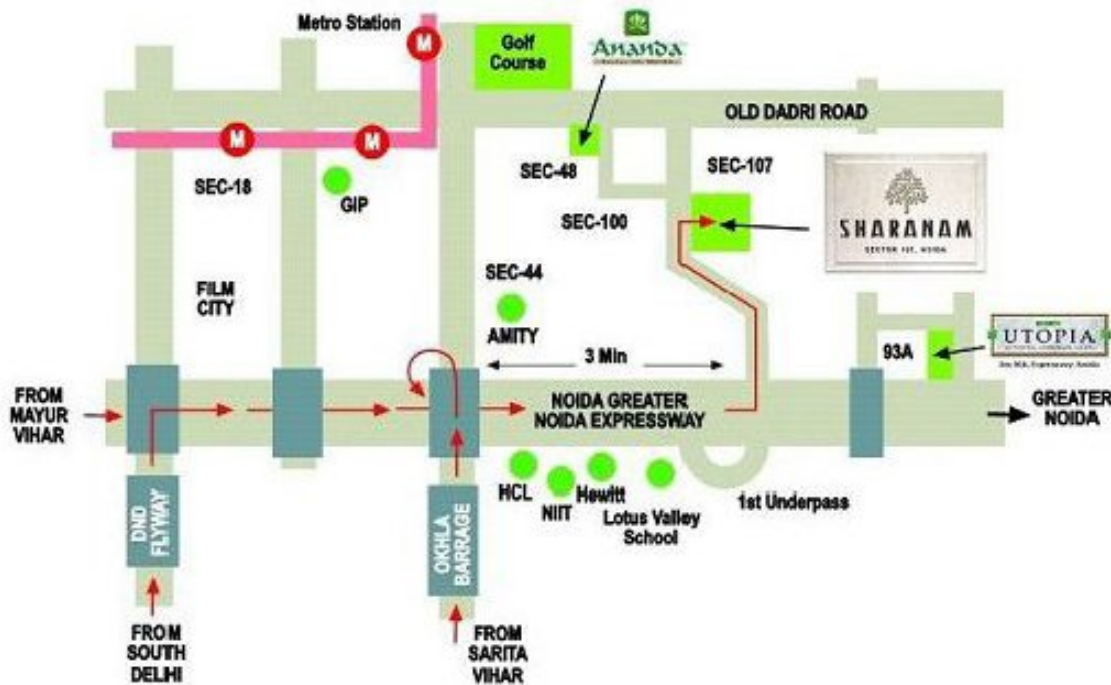 Metro Station
M
Golf
Course
ANANDA
OLD DADRI ROAD
M
M
SEC-18
GIP
SEC-48
SEC-107
SEC-100
SHARANAM
SECTOR 107, NOIDA
SEC-44
AMITY
FILM
CITY
3 Min
93A
UTOPIA
FROM
MAYUR
VIHAR
NOIDA GREATER
NOIDA EXPRESSWAY
GREATER
NOIDA
HCL
NIIT
Hewitt
Lotus Valley
School
1st Underpass
DND
FLYWAY
OKHLA
BARRAGE
FROM
SOUTH
DELHI
FROM
SARITA
VIHAR